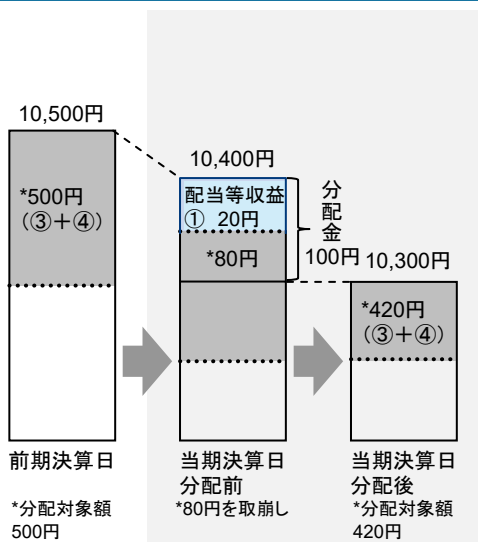 10,500円
*500円
(③+④)
前期決算日
*分配対象額
500円
10,400円
配当等収益
① 20円
*80円
分配金
100円
当期決算日
分配前
*80円を取崩し
10,300円
*420円
(③+④)
当期決算日
分配後
*分配対象額
420円